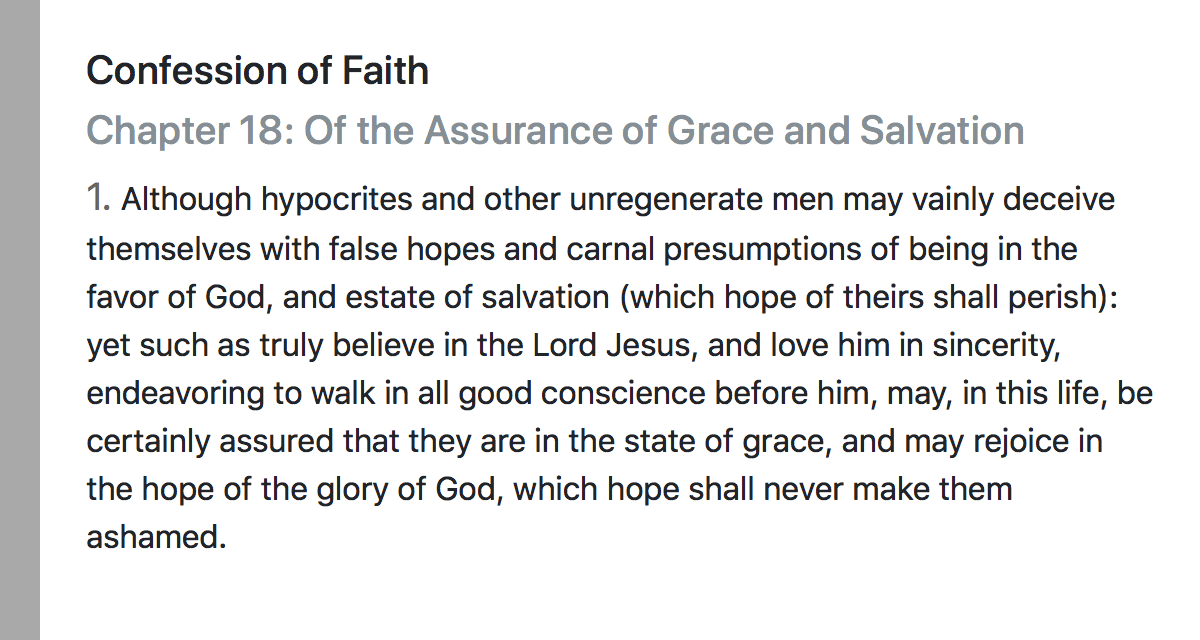 Confession of Faith
Chapter 18: Of the Assurance of Grace and Salvation
1. Although hypocrites and other unregenerate men may vainly deceive
themselves with false hopes and carnal presumptions of being in the
favor of God, and estate of salvation (which hope of theirs shall perish):
yet such as truly believe in the Lord Jesus, and love him in sincerity,
endeavoring to walk in all good conscience before him, may, in this life, be
certainly assured that they are in the state of grace, and may rejoice in
the hope of the glory of God, which hope shall never make them
ashamed.